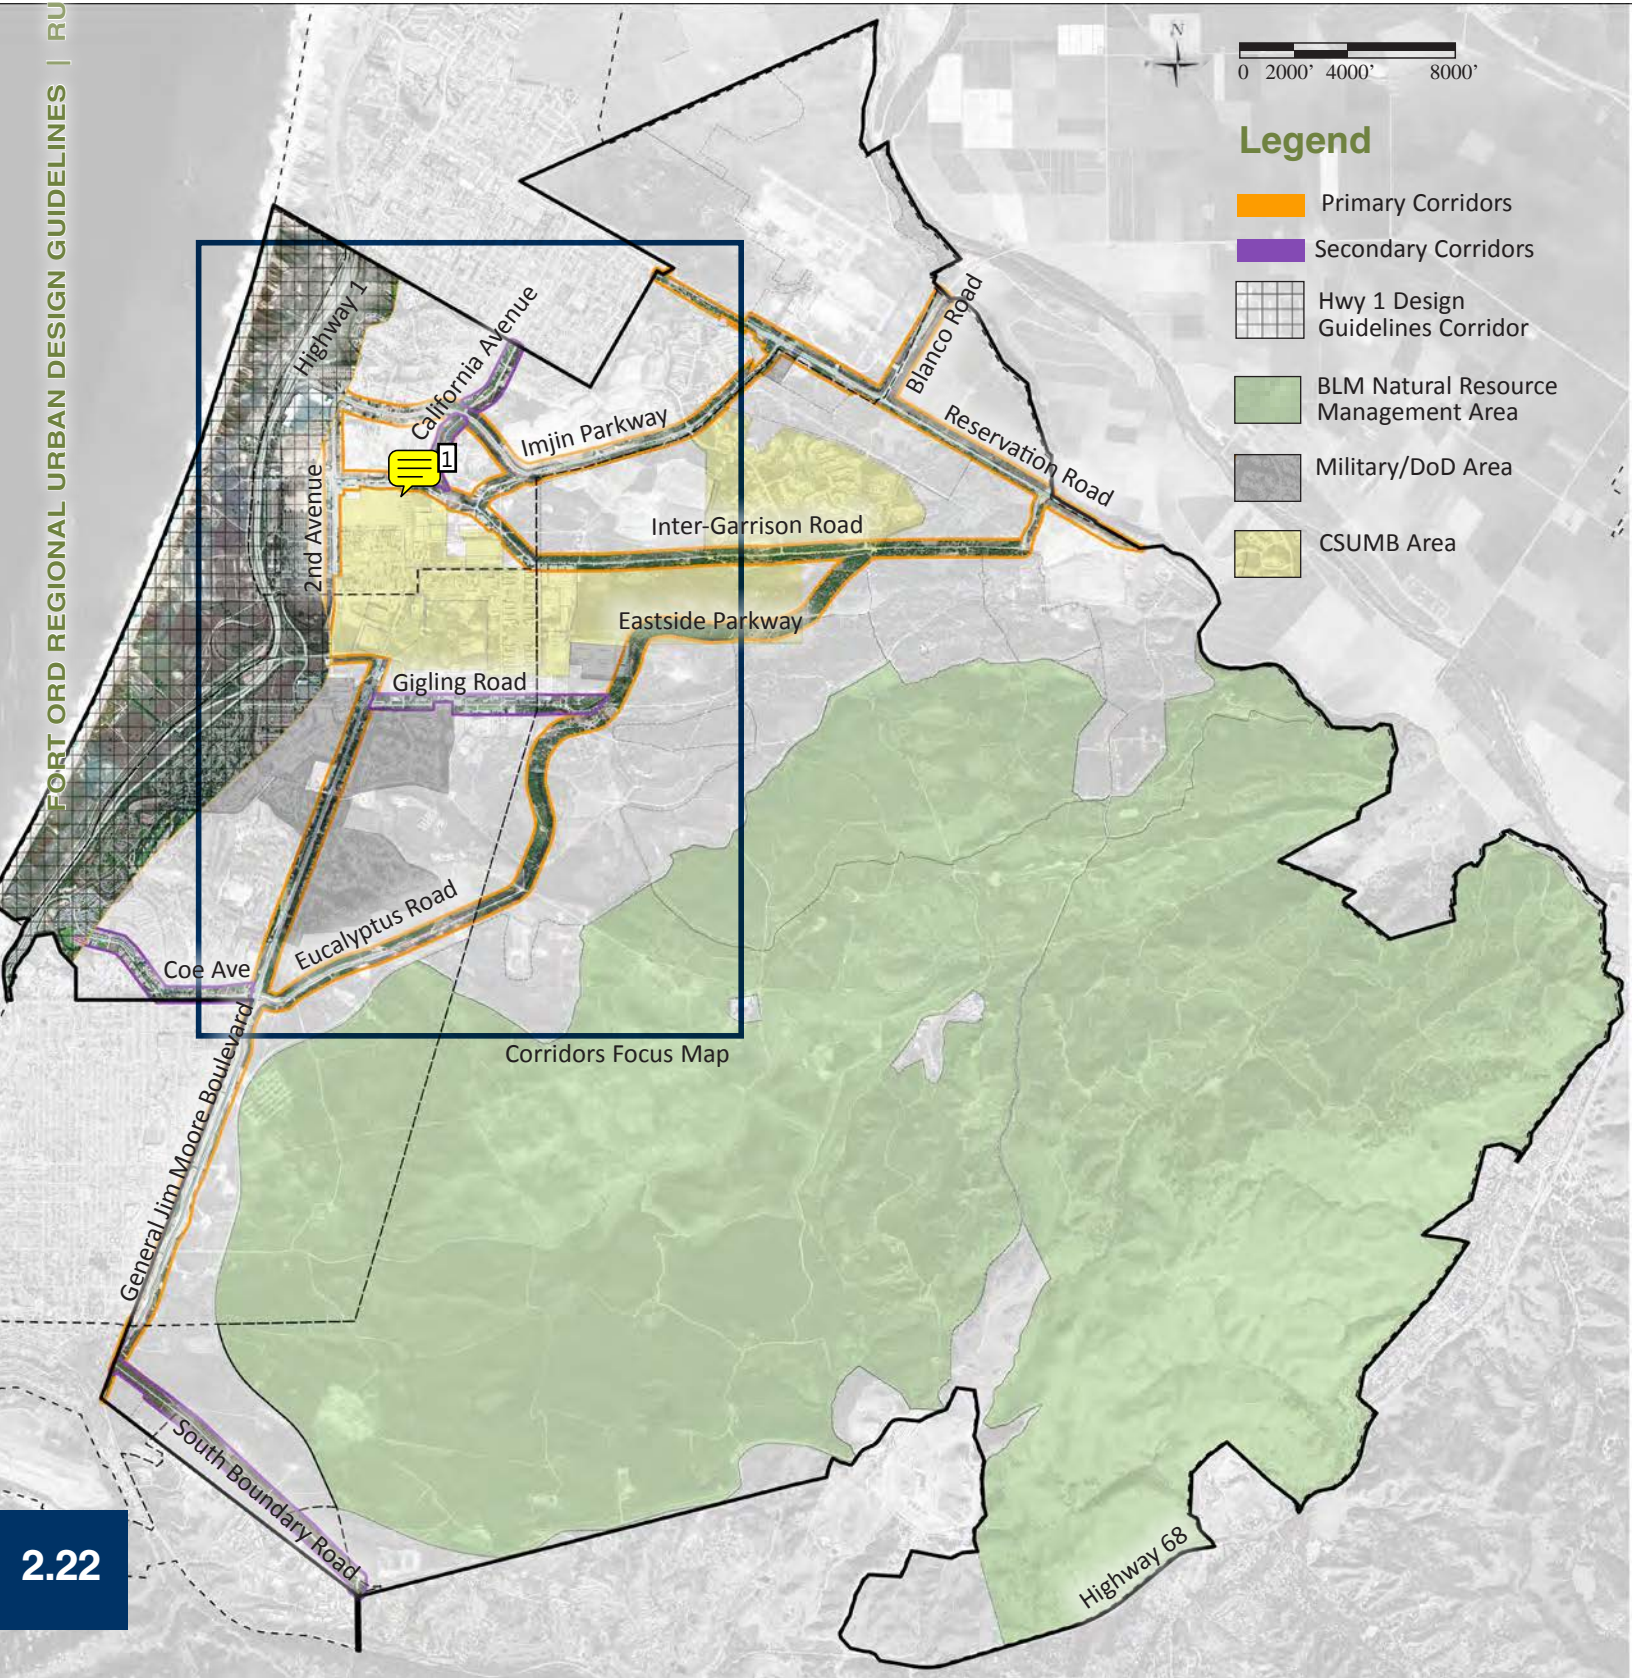 FORT ORD REGIONAL URBAN DESIGN GUIDELINES | RU
N
0 2000' 4000' 8000'
Legend
Primary Corridors
Secondary Corridors
Hwy 1 Design
Guidelines Corridor
BLM Natural Resource
Management Area
Military/DoD Area
CSUMB Area
Highway 1
California Avenue
Blanco Road
Imjin Parkway
Reservation Road
1
2nd Avenue
Inter-Garrison Road
Eastside Parkway
Gigling Road
Eucalyptus Road
Coe Ave
Corridors Focus Map
General Jim Moore Boulevard
South Boundary Road
Highway 68
2.22